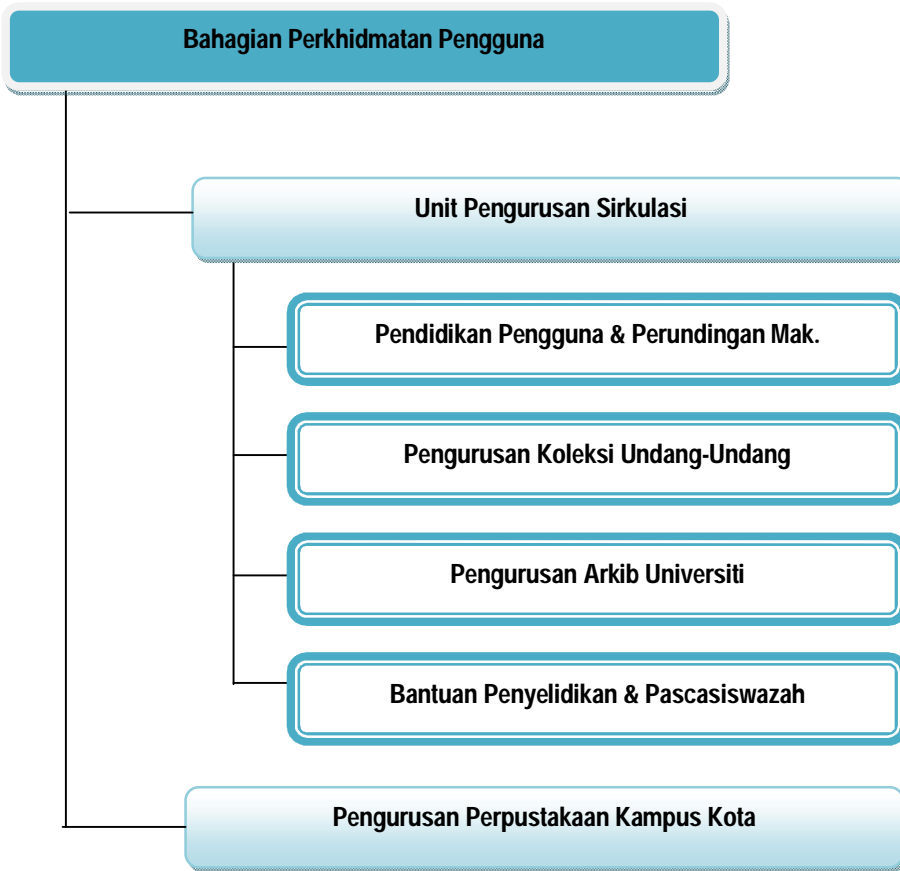 Bahagian Perkhidmatan Pengguna
Unit Pengurusan Sirkulasi
Pendidikan Pengguna & Perundingan Mak.
Pengurusan Koleksi Undang-Undang
Pengurusan Arkib Universiti
Bantuan Penyelidikan & Pascasiswazah
Pengurusan Perpustakaan Kampus Kota